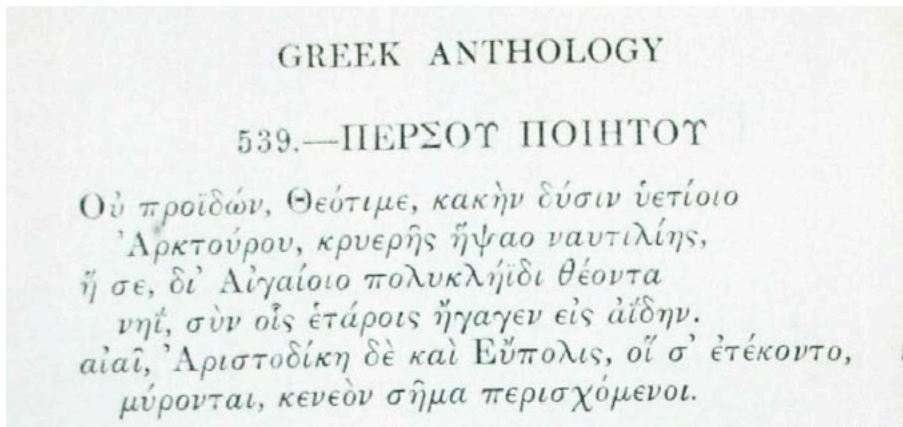 GREEK ANTHOLOGY
539.—ΠΕΡΣΟΥ ΠΟΙΗΤΟΥ
Οὐ προϊδών, Θεότιμε, κακὴν δύσιν ὑετίοιο
Ἀρκτούρου, κρυερῆς ἥψαο ναυτιλίης,
ἥ σε, δι’ Αἰγαίοιο πολυκλήϊδι θέοντα
νηΐ, σὺν οἷς ἑτάροις ἤγαγεν εἰς ἀΐδην.
αἰαῖ, Ἀριστοδίκη δὲ καὶ Εὔπολις, οἵ σ’ ἐτέκοντο,
μύρονται, κενεὸν σῆμα περισχόμενοι.